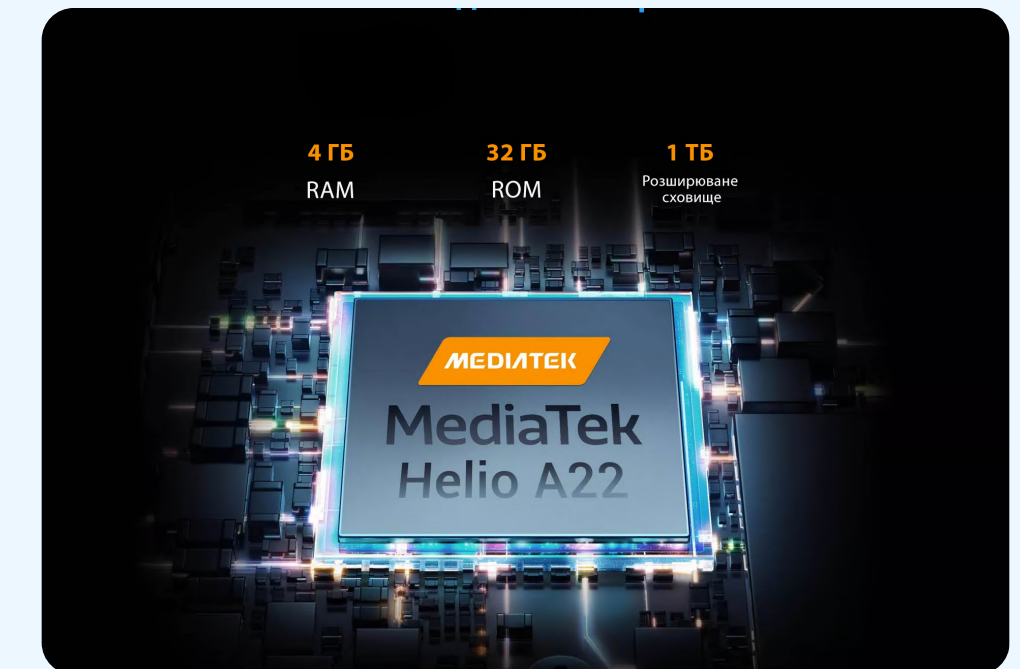 4 ГБ
32 ГБ
1 ТБ
RAM
ROM
Розширюване
сховище
MEDIATEK
MediaTek
Helio A22